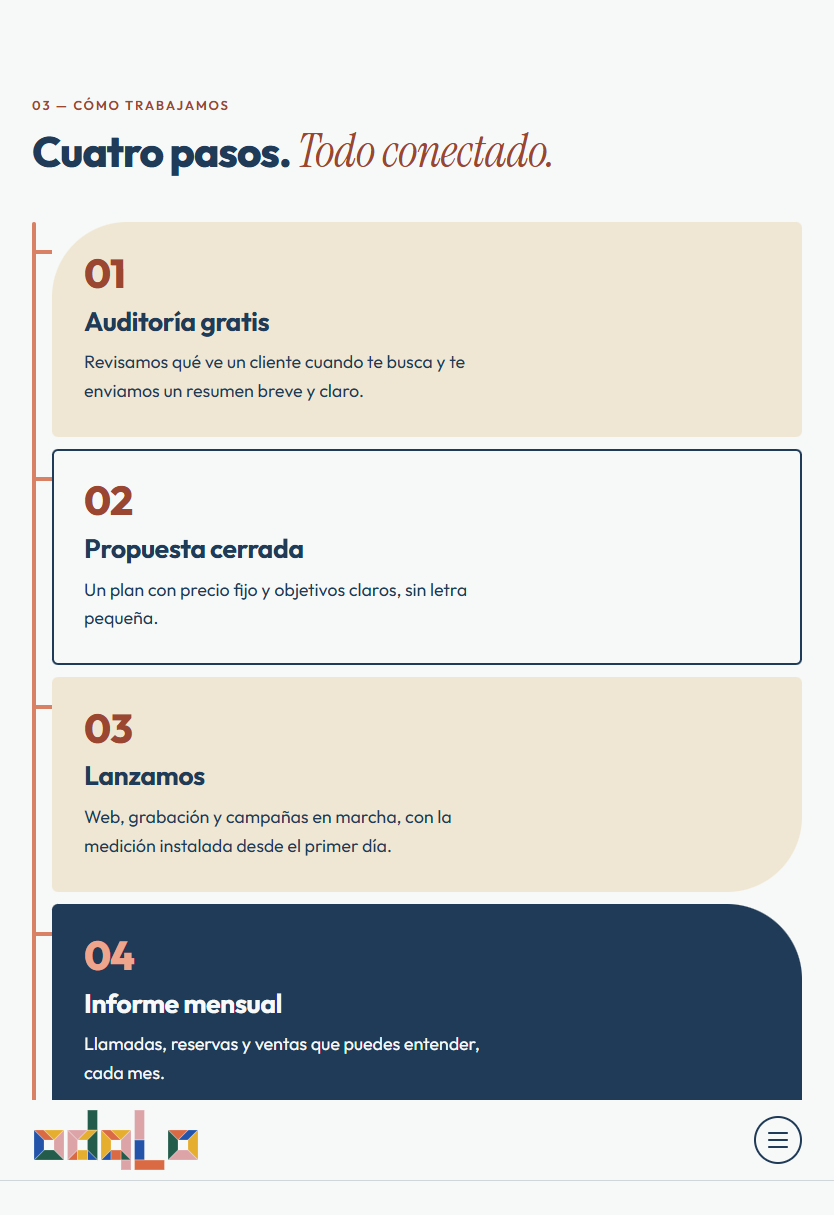 03 — CÓMO TRABAJAMOS
Cuatro pasos. Todo conectado.
01
Auditoría gratis
Revisamos qué ve un cliente cuando te busca y te
enviamos un resumen breve y claro.
02
Propuesta cerrada
Un plan con precio fijo y objetivos claros, sin letra
pequeña.
03
Lanzamos
Web, grabación y campañas en marcha, con la
medición instalada desde el primer día.
04
Informe mensual
Llamadas, reservas y ventas que puedes entender,
cada mes.